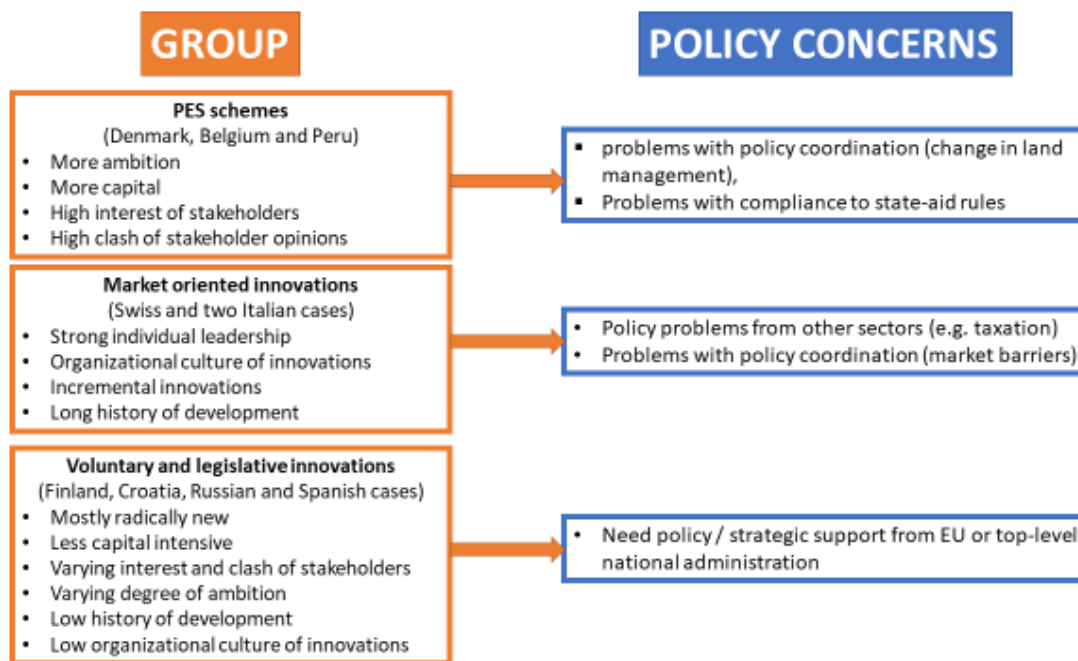 GROUP
POLICY CONCERNS
PES schemes
(Denmark, Belgium and Peru)
• More ambition
• More capital
• High interest of stakeholders
• High clash of stakeholder opinions
▪ problems with policy coordination (change in land
management),
▪ Problems with compliance to state-aid rules
Market oriented innovations
(Swiss and two Italian cases)
• Strong individual leadership
• Organizational culture of innovations
• Incremental innovations
• Long history of development
• Policy problems from other sectors (e.g. taxation)
• Problems with policy coordination (market barriers)
Voluntary and legislative innovations
(Finland, Croatia, Russian and Spanish cases)
• Mostly radically new
• Less capital intensive
• Varying interest and clash of stakeholders
• Varying degree of ambition
• Low history of development
• Low organizational culture of innovations
• Need policy / strategic support from EU or top-level
national administration